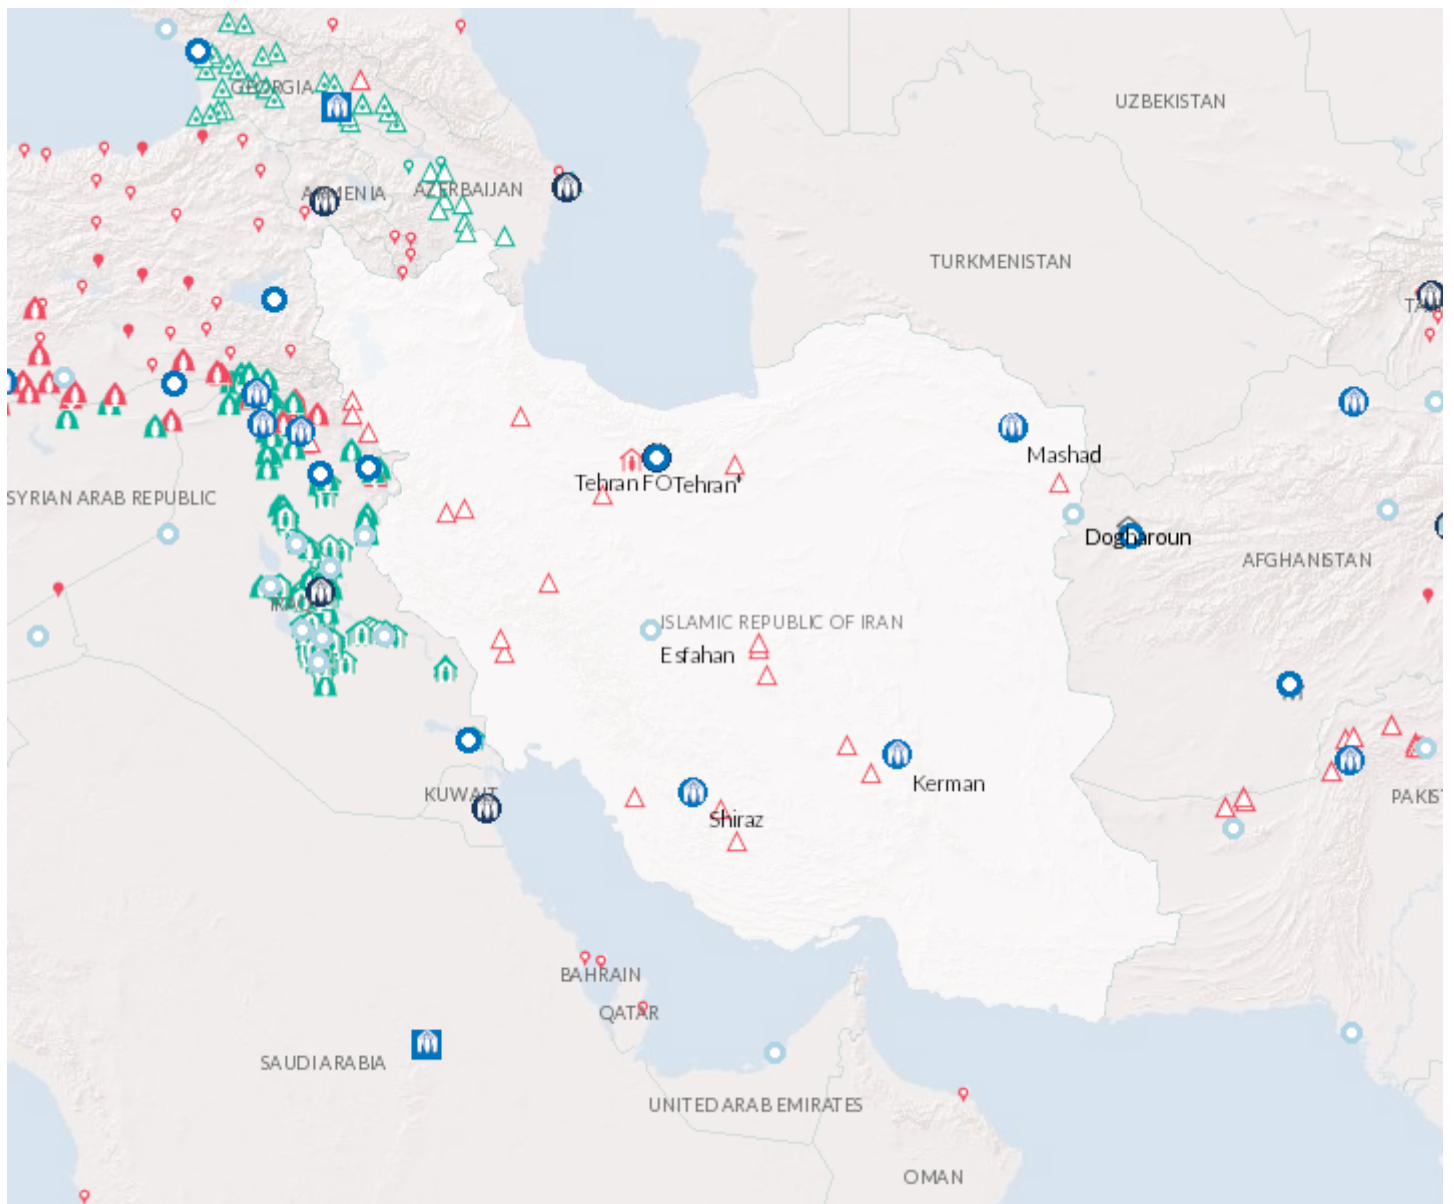 UZBEKISTAN
GEORGIA
ARMENIA
AZERBAIJAN
TURKMENISTAN
Mashad
Tehran FO
Tehran*
SYRIAN ARAB REPUBLIC
Dogharoun
AFGHANISTAN
IRAQ
ISLAMIC REPUBLIC OF IRAN
Esfahan
Kerman
KUWAIT
PAKIST
Shiraz
BAHRAIN
QATAR
SAUDI ARABIA
UNITED ARAB EMIRATES
OMAN